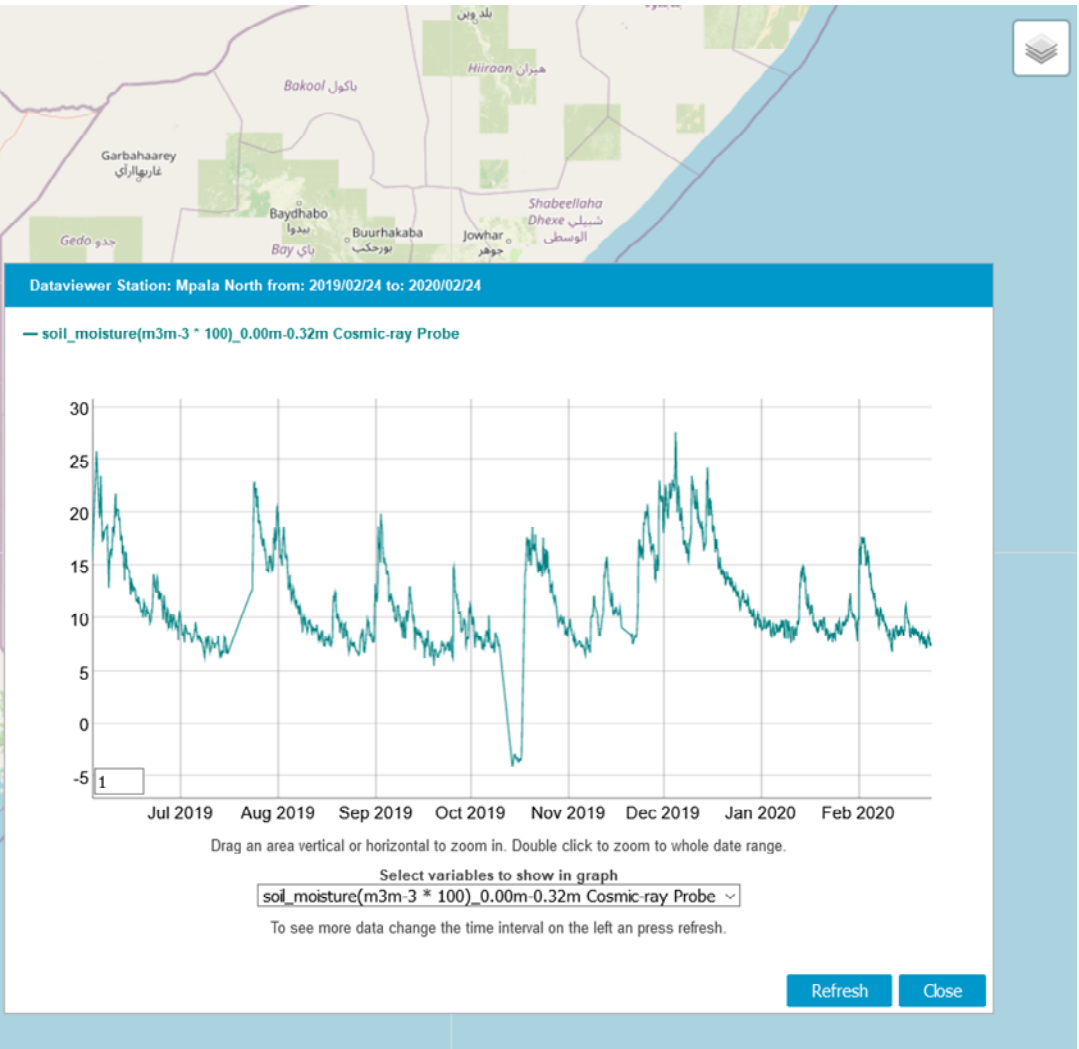 بلد وين
Hiiraan هيران
Bakool باكول
Garbahaarey
غاربهااراي
Shabeellaha
Dhexe شبيلي
الوسطى
Baydhabo
بيدوا
Buurhakaba
بورحكب
Jowhar
جوهر
Gedo جدو
Bay باي
Dataviewer Station: Mpala North from: 2019/02/24 to: 2020/02/24
soil_moisture(m3m-3 * 100)_0.00m-0.32m Cosmic-ray Probe
30
25
20
15
10
5
0
-5
1
Jul 2019 Aug 2019 Sep 2019 Oct 2019 Nov 2019 Dec 2019 Jan 2020 Feb 2020
Drag an area vertical or horizontal to zoom in. Double click to zoom to whole date range.
Select variables to show in graph
soil_moisture(m3m-3 * 100)_0.00m-0.32m Cosmic-ray Probe
To see more data change the time interval on the left an press refresh.
Refresh Close